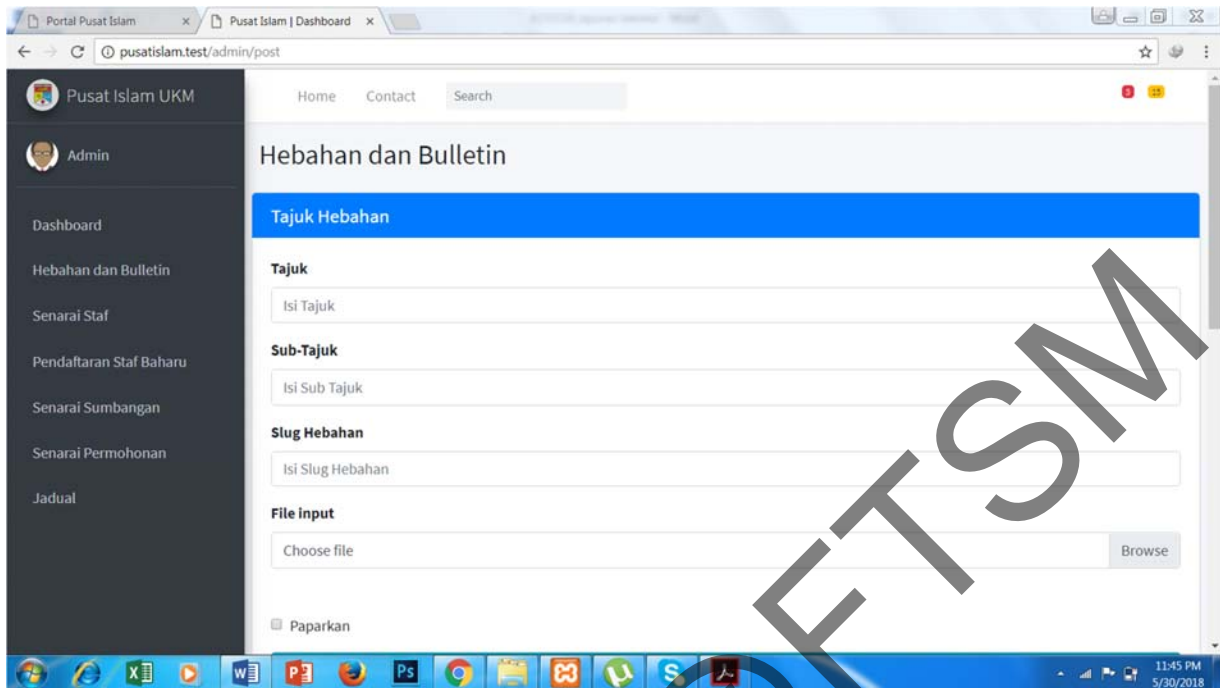 Portal Pusat Islam
Pusat Islam | Dashboard
pusatislam.test/admin/post
Pusat Islam UKM
Home Contact Search
5 15
Admin
Hebahan dan Bulletin
Dashboard
Hebahan dan Bulletin
Senarai Staf
Pendaftaran Staf Baharu
Senarai Sumbangan
Senarai Permohonan
Jadual
Tajuk Hebahan
Tajuk
Isi Tajuk
Sub-Tajuk
Isi Sub Tajuk
Slug Hebahan
Isi Slug Hebahan
File input
Choose file Browse
Paparkan
FTSM
11:45 PM
5/30/2018